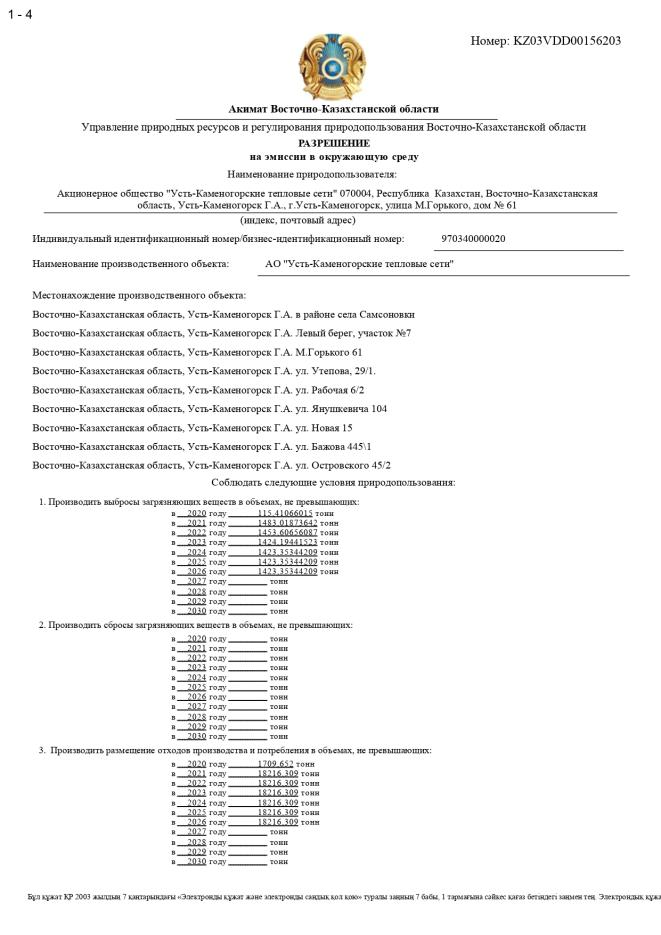 1 - 4
Номер: KZ03VDD00156203
Акимат Восточно-Казахстанской области
Управление природных ресурсов и регулирования природопользования Восточно-Казахстанской области
РАЗРЕШЕНИЕ
на эмиссии в окружающую среду
Наименование природопользователя:
Акционерное общество "Усть-Каменогорские тепловые сети" 070004, Республика Казахстан, Восточно-Казахстанская
область, Усть-Каменогорск Г.А., г.Усть-Каменогорск, улица М.Горького, дом № 61
(индекс, почтовый адрес)
Индивидуальный идентификационный номер/бизнес-идентификационный номер: 970340000020
Наименование производственного объекта: АО "Усть-Каменогорские тепловые сети"
Местонахождение производственного объекта:
Восточно-Казахстанская область, Усть-Каменогорск Г.А. в районе села Самсоновки
Восточно-Казахстанская область, Усть-Каменогорск Г.А. Левый берег, участок №7
Восточно-Казахстанская область, Усть-Каменогорск Г.А. М.Горького 61
Восточно-Казахстанская область, Усть-Каменогорск Г.А. ул. Утепова, 29/1.
Восточно-Казахстанская область, Усть-Каменогорск Г.А. ул. Рабочая 6/2
Восточно-Казахстанская область, Усть-Каменогорск Г.А. ул. Янушкевича 104
Восточно-Казахстанская область, Усть-Каменогорск Г.А. ул. Новая 15
Восточно-Казахстанская область, Усть-Каменогорск Г.А. ул. Бажова 445\1
Восточно-Казахстанская область, Усть-Каменогорск Г.А. ул. Островского 45/2
Соблюдать следующие условия природопользования:
1. Производить выбросы загрязняющих веществ в объемах, не превышающих:
в 2020 году 115.41066015 тонн
в 2021 году 1483.01873642 тонн
в 2022 году 1453.60656087 тонн
в 2023 году 1424.19441523 тонн
в 2024 году 1423.35344209 тонн
в 2025 году 1423.35344209 тонн
в 2026 году 1423.35344209 тонн
в 2027 году тонн
в 2028 году тонн
в 2029 году тонн
в 2030 году тонн
2. Производить сбросы загрязняющих веществ в объемах, не превышающих:
в 2020 году тонн
в 2021 году тонн
в 2022 году тонн
в 2023 году тонн
в 2024 году тонн
в 2025 году тонн
в 2026 году тонн
в 2027 году тонн
в 2028 году тонн
в 2029 году тонн
в 2030 году тонн
3. Производить размещение отходов производства и потребления в объемах, не превышающих:
в 2020 году 1709.652 тонн
в 2021 году 18216.309 тонн
в 2022 году 18216.309 тонн
в 2023 году 18216.309 тонн
в 2024 году 18216.309 тонн
в 2025 году 18216.309 тонн
в 2026 году 18216.309 тонн
в 2027 году тонн
в 2028 году тонн
в 2029 году тонн
в 2030 году тонн
Бұл құжат ҚР 2003 жылдың 7 қаңтарындағы «Электронды құжат және электронды сандық қол қою» туралы заңның 7 бабы, 1 тармағына сәйкес қағаз бетіндегі заңмен тең. Электрондық құжа